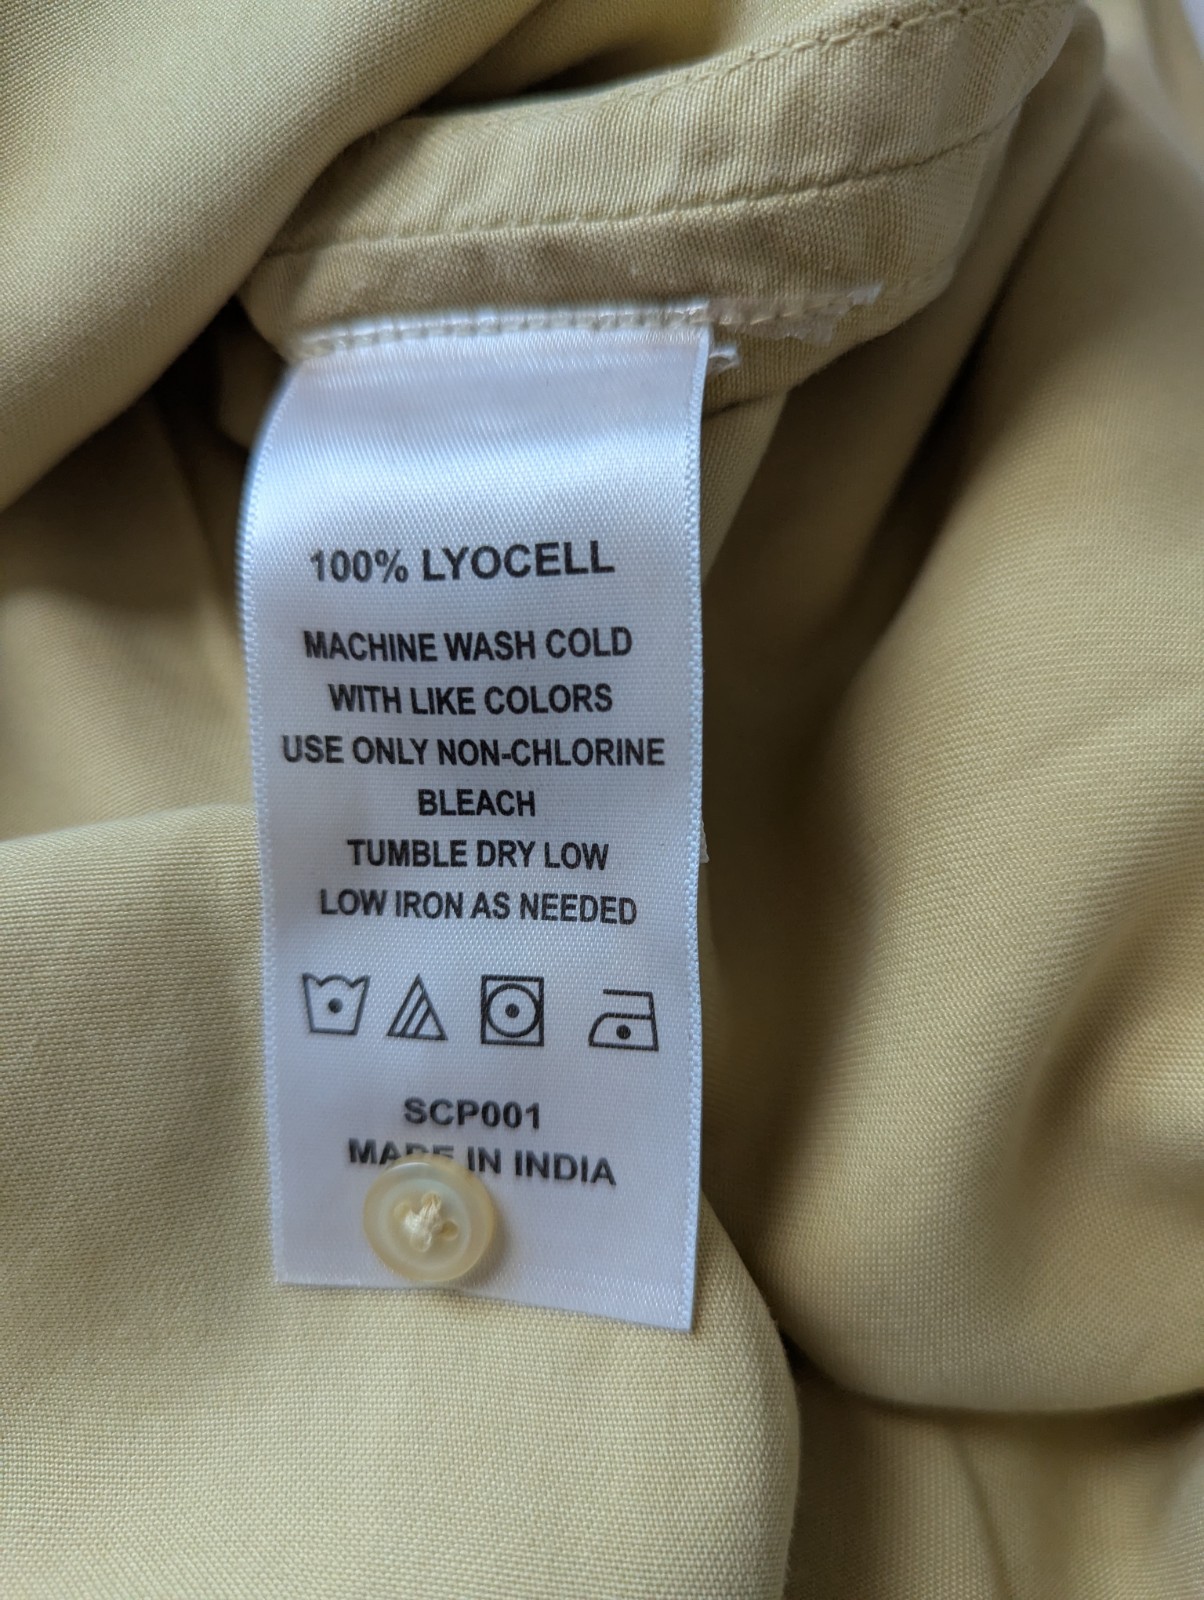 100% LYOCELL
MACHINE WASH COLD
WITH LIKE COLORS
USE ONLY NON-CHLORINE
BLEACH
TUMBLE DRY LOW
LOW IRON AS NEEDED
SCP001
MADE IN INDIA